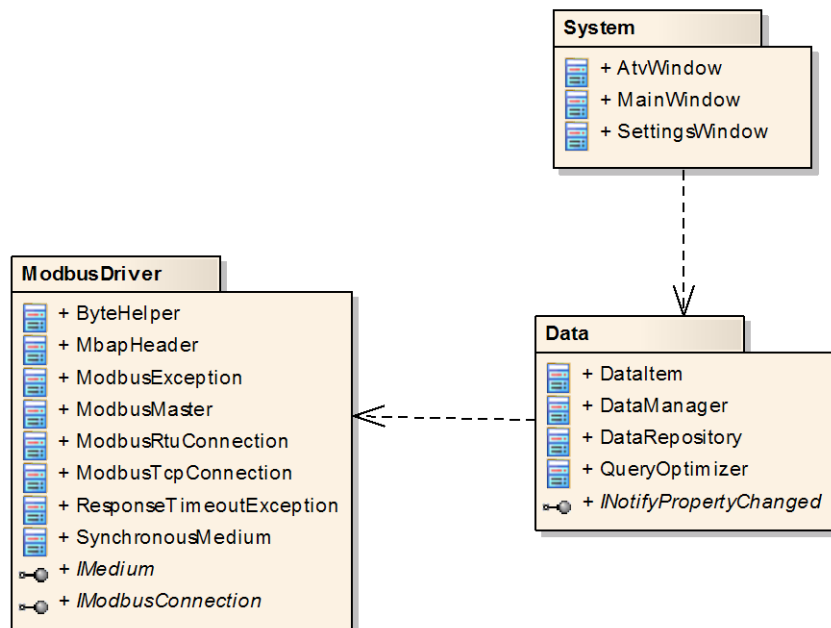 System
+ AtvWindow
+ MainWindow
+ SettingsWindow
ModbusDriver
+ ByteHelper
+ MbapHeader
+ ModbusException
+ ModbusMaster
+ ModbusRtuConnection
+ ModbusTcpConnection
+ ResponseTimeoutException
+ SynchronousMedium
+ IMedium
+ IModbusConnection
Data
+ DataItem
+ DataManager
+ DataRepository
+ QueryOptimizer
+ INotifyPropertyChanged